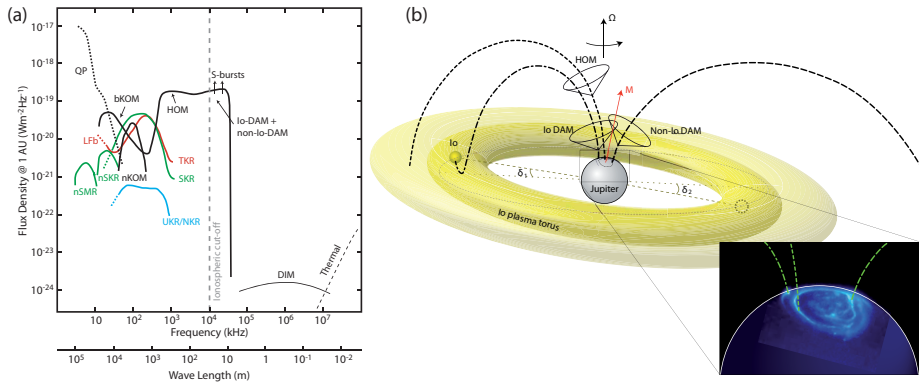 (a)
10-17
10-18
10-19
10-20
10-21
10-22
10-23
10-24
Flux Density @ 1 AU (Wm-2Hz-1)
QP
bKOM
HOM
S-bursts
Io-DAM +
non-Io-DAM
LFb
TKR
SKR
nSKR
nKOM
nSMR
UKR/NKR
Ionospheric cut-off
DIM
Thermal
10 102 103 104 105 106 107
Frequency (kHz)
105 104 103 102 10 1 10-1 10-2
Wave Length (m)
(b)
Ω
HOM
M
Io DAM
Non-Io DAM
Io
Jupiter
δ1
δ2
Io plasma torus